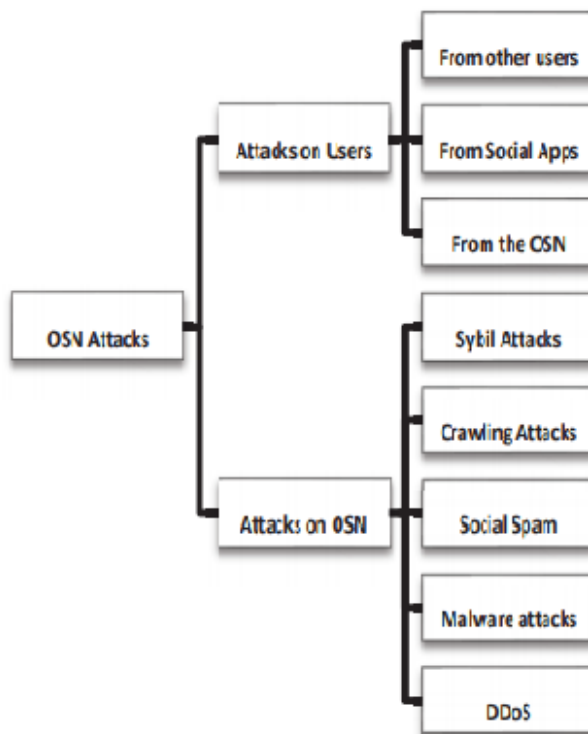 From other users
Attacks on Users
From Social Apps
From the OSN
OSN Attacks
Sybil Attacks
Crawling Attacks
Attacks on OSN
Social Spam
Malware attacks
DDoS